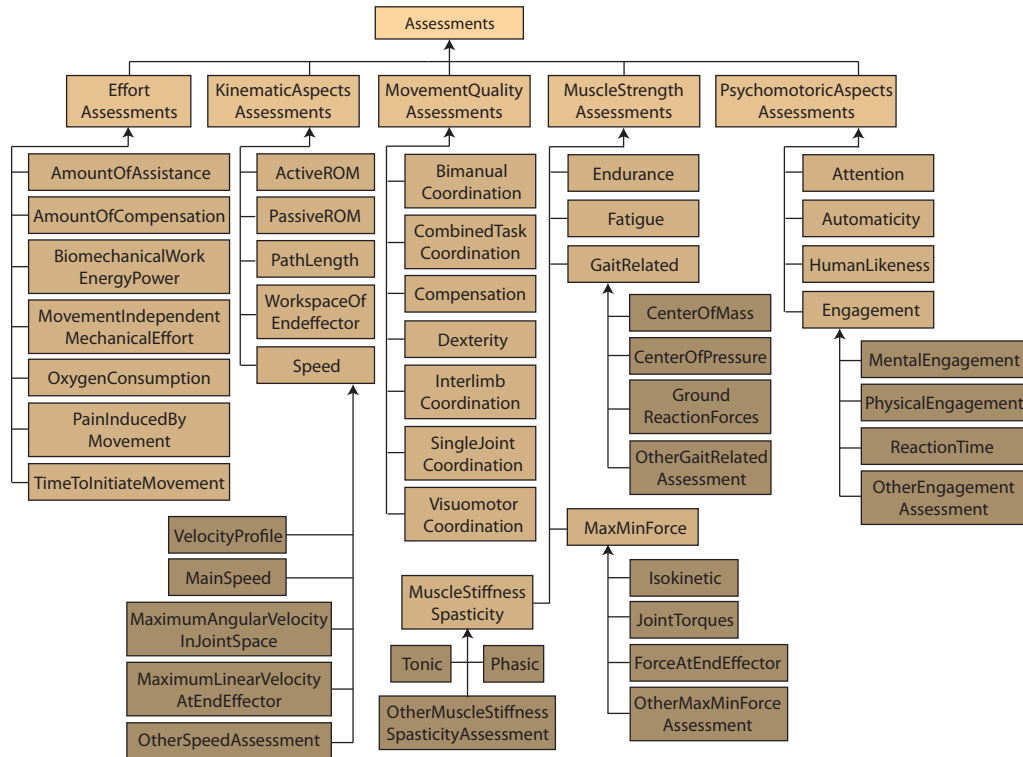 Assessments
Effort
Assessments
KinematicAspects
Assessments
MovementQuality
Assessments
MuscleStrength
Assessments
PsychomotoricAspects
Assessments
AmountOfAssistance
AmountOfCompensation
BiomechanicalWork
EnergyPower
MovementIndependent
MechanicalEffort
OxygenConsumption
PainInducedBy
Movement
TimeToInitiateMovement
ActiveROM
PassiveROM
PathLength
WorkspaceOf
Endeffector
Speed
VelocityProfile
MainSpeed
MaximumAngularVelocity
InJointSpace
MaximumLinearVelocity
AtEndEffector
OtherSpeedAssessment
Bimanual
Coordination
CombinedTask
Coordination
Compensation
Dexterity
Interlimb
Coordination
SingleJoint
Coordination
Visuomotor
Coordination
Endurance
Fatigue
GaitRelated
CenterOfMass
CenterOfPressure
Ground
ReactionForces
OtherGaitRelated
Assessment
MaxMinForce
Isokinetic
JointTorques
ForceAtEndEffector
OtherMaxMinForce
Assessment
MuscleStiffness
Spasticity
Tonic
Phasic
OtherMuscleStiffness
SpasticityAssessment
Attention
Automaticity
HumanLikeness
Engagement
MentalEngagement
PhysicalEngagement
ReactionTime
OtherEngagement
Assessment